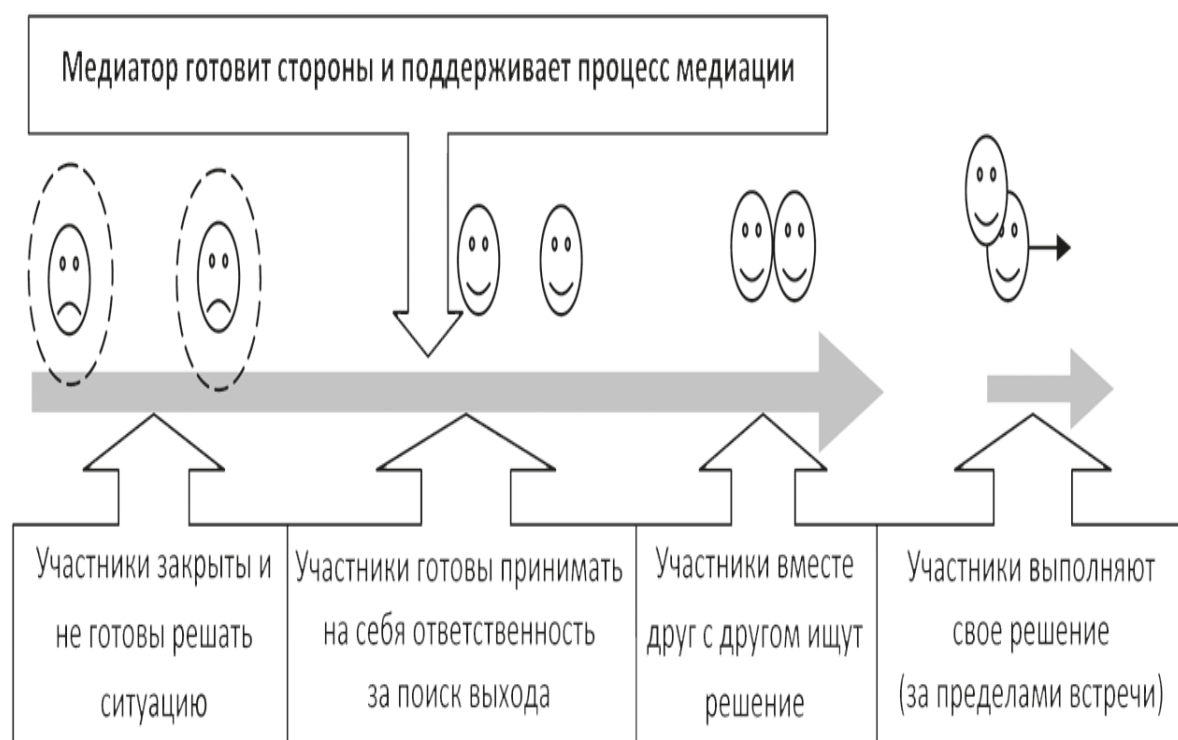 Медиатор готовит стороны и поддерживает процесс медиации
Участники закрыты и
не готовы решать
ситуацию
Участники готовы принимать
на себя ответственность
за поиск выхода
Участники вместе
друг с другом ищут
решение
Участники выполняют
свое решение
(за пределами встречи)